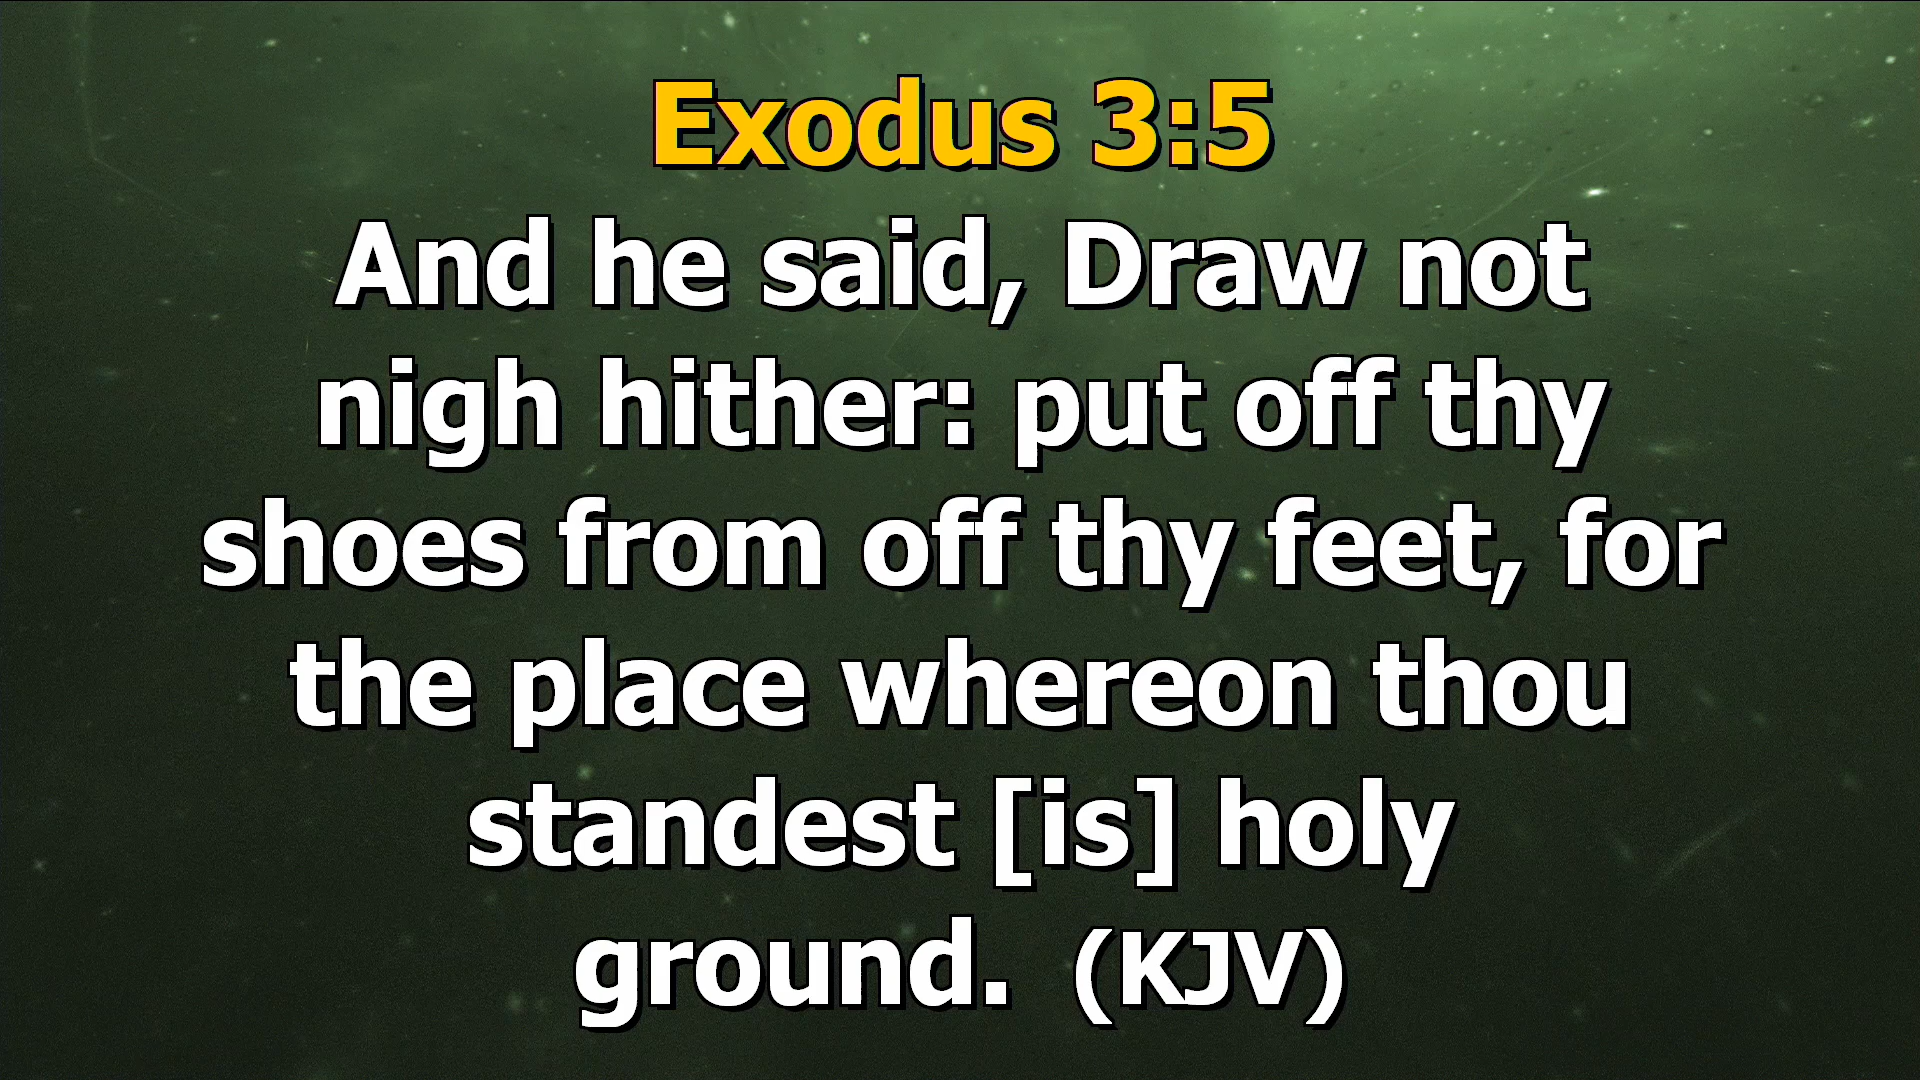 Exodus 3:5
And he said, Draw not
nigh hither: put off thy
shoes from off thy feet, for
the place whereon thou
standest [is] holy
ground.  (KJV)